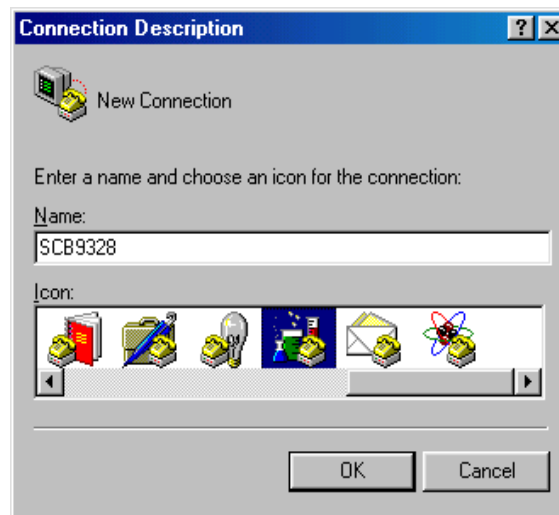 Connection Description
New Connection
Enter a name and choose an icon for the connection:
Name:
SCB9328
Icon:
OK Cancel